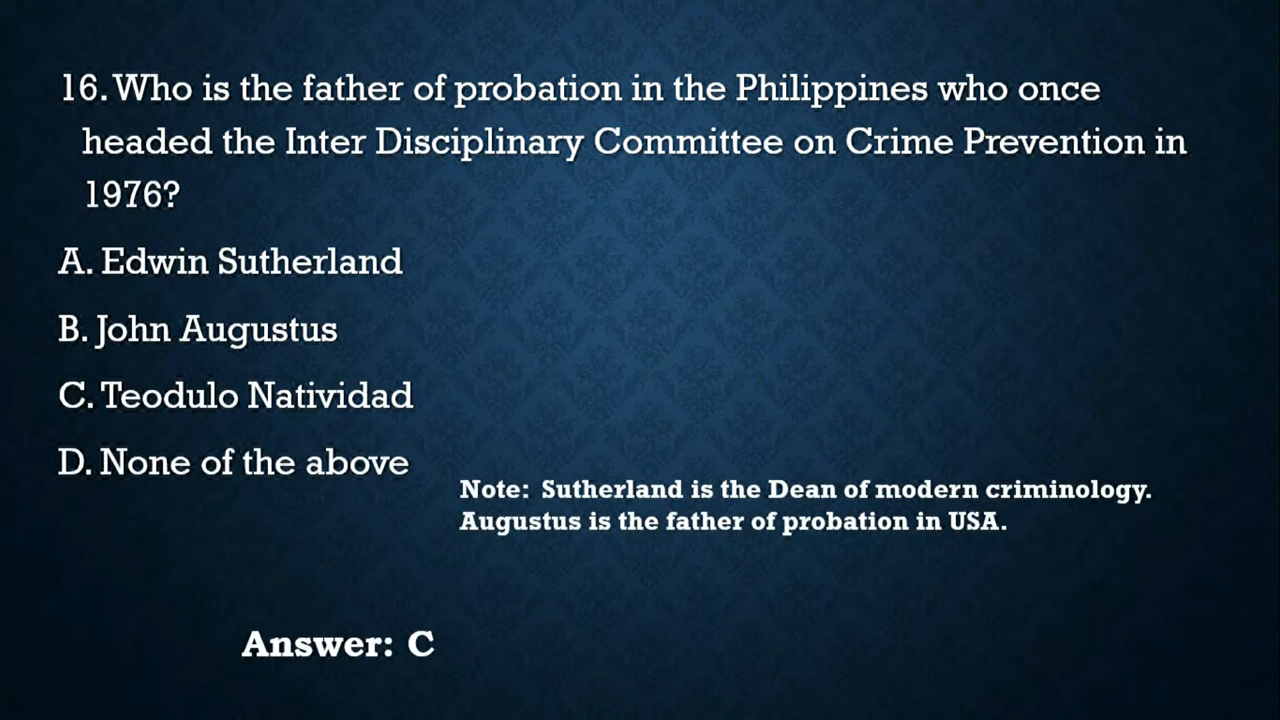 16. Who is the father of probation in the Philippines who once
headed the Inter Disciplinary Committee on Crime Prevention in
1976?
A. Edwin Sutherland
B. John Augustus
C. Teodulo Natividad
D. None of the above
Note: Sutherland is the Dean of modern criminology.
Augustus is the father of probation in USA.
Answer: C